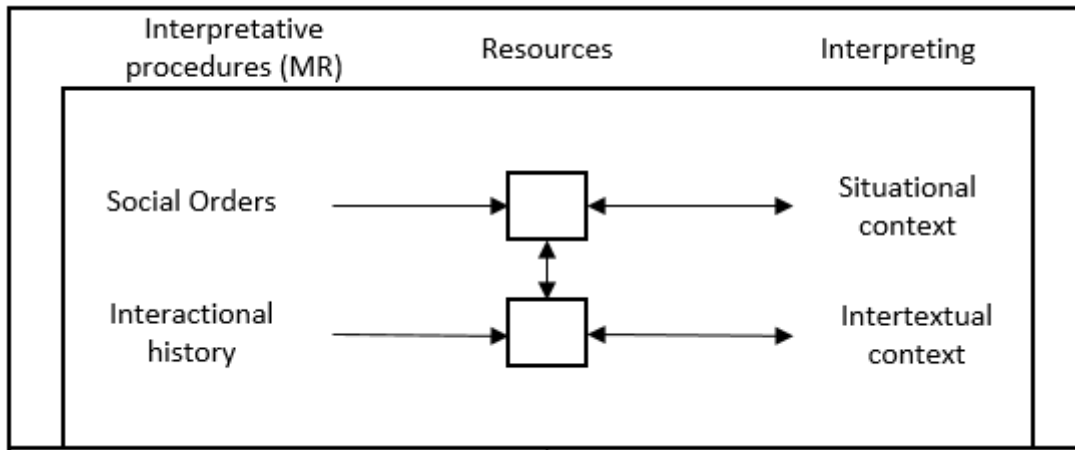 Interpretative
procedures (MR)
Resources
Interpreting
Social Orders
Situational
context
Interactional
history
Intertextual
context